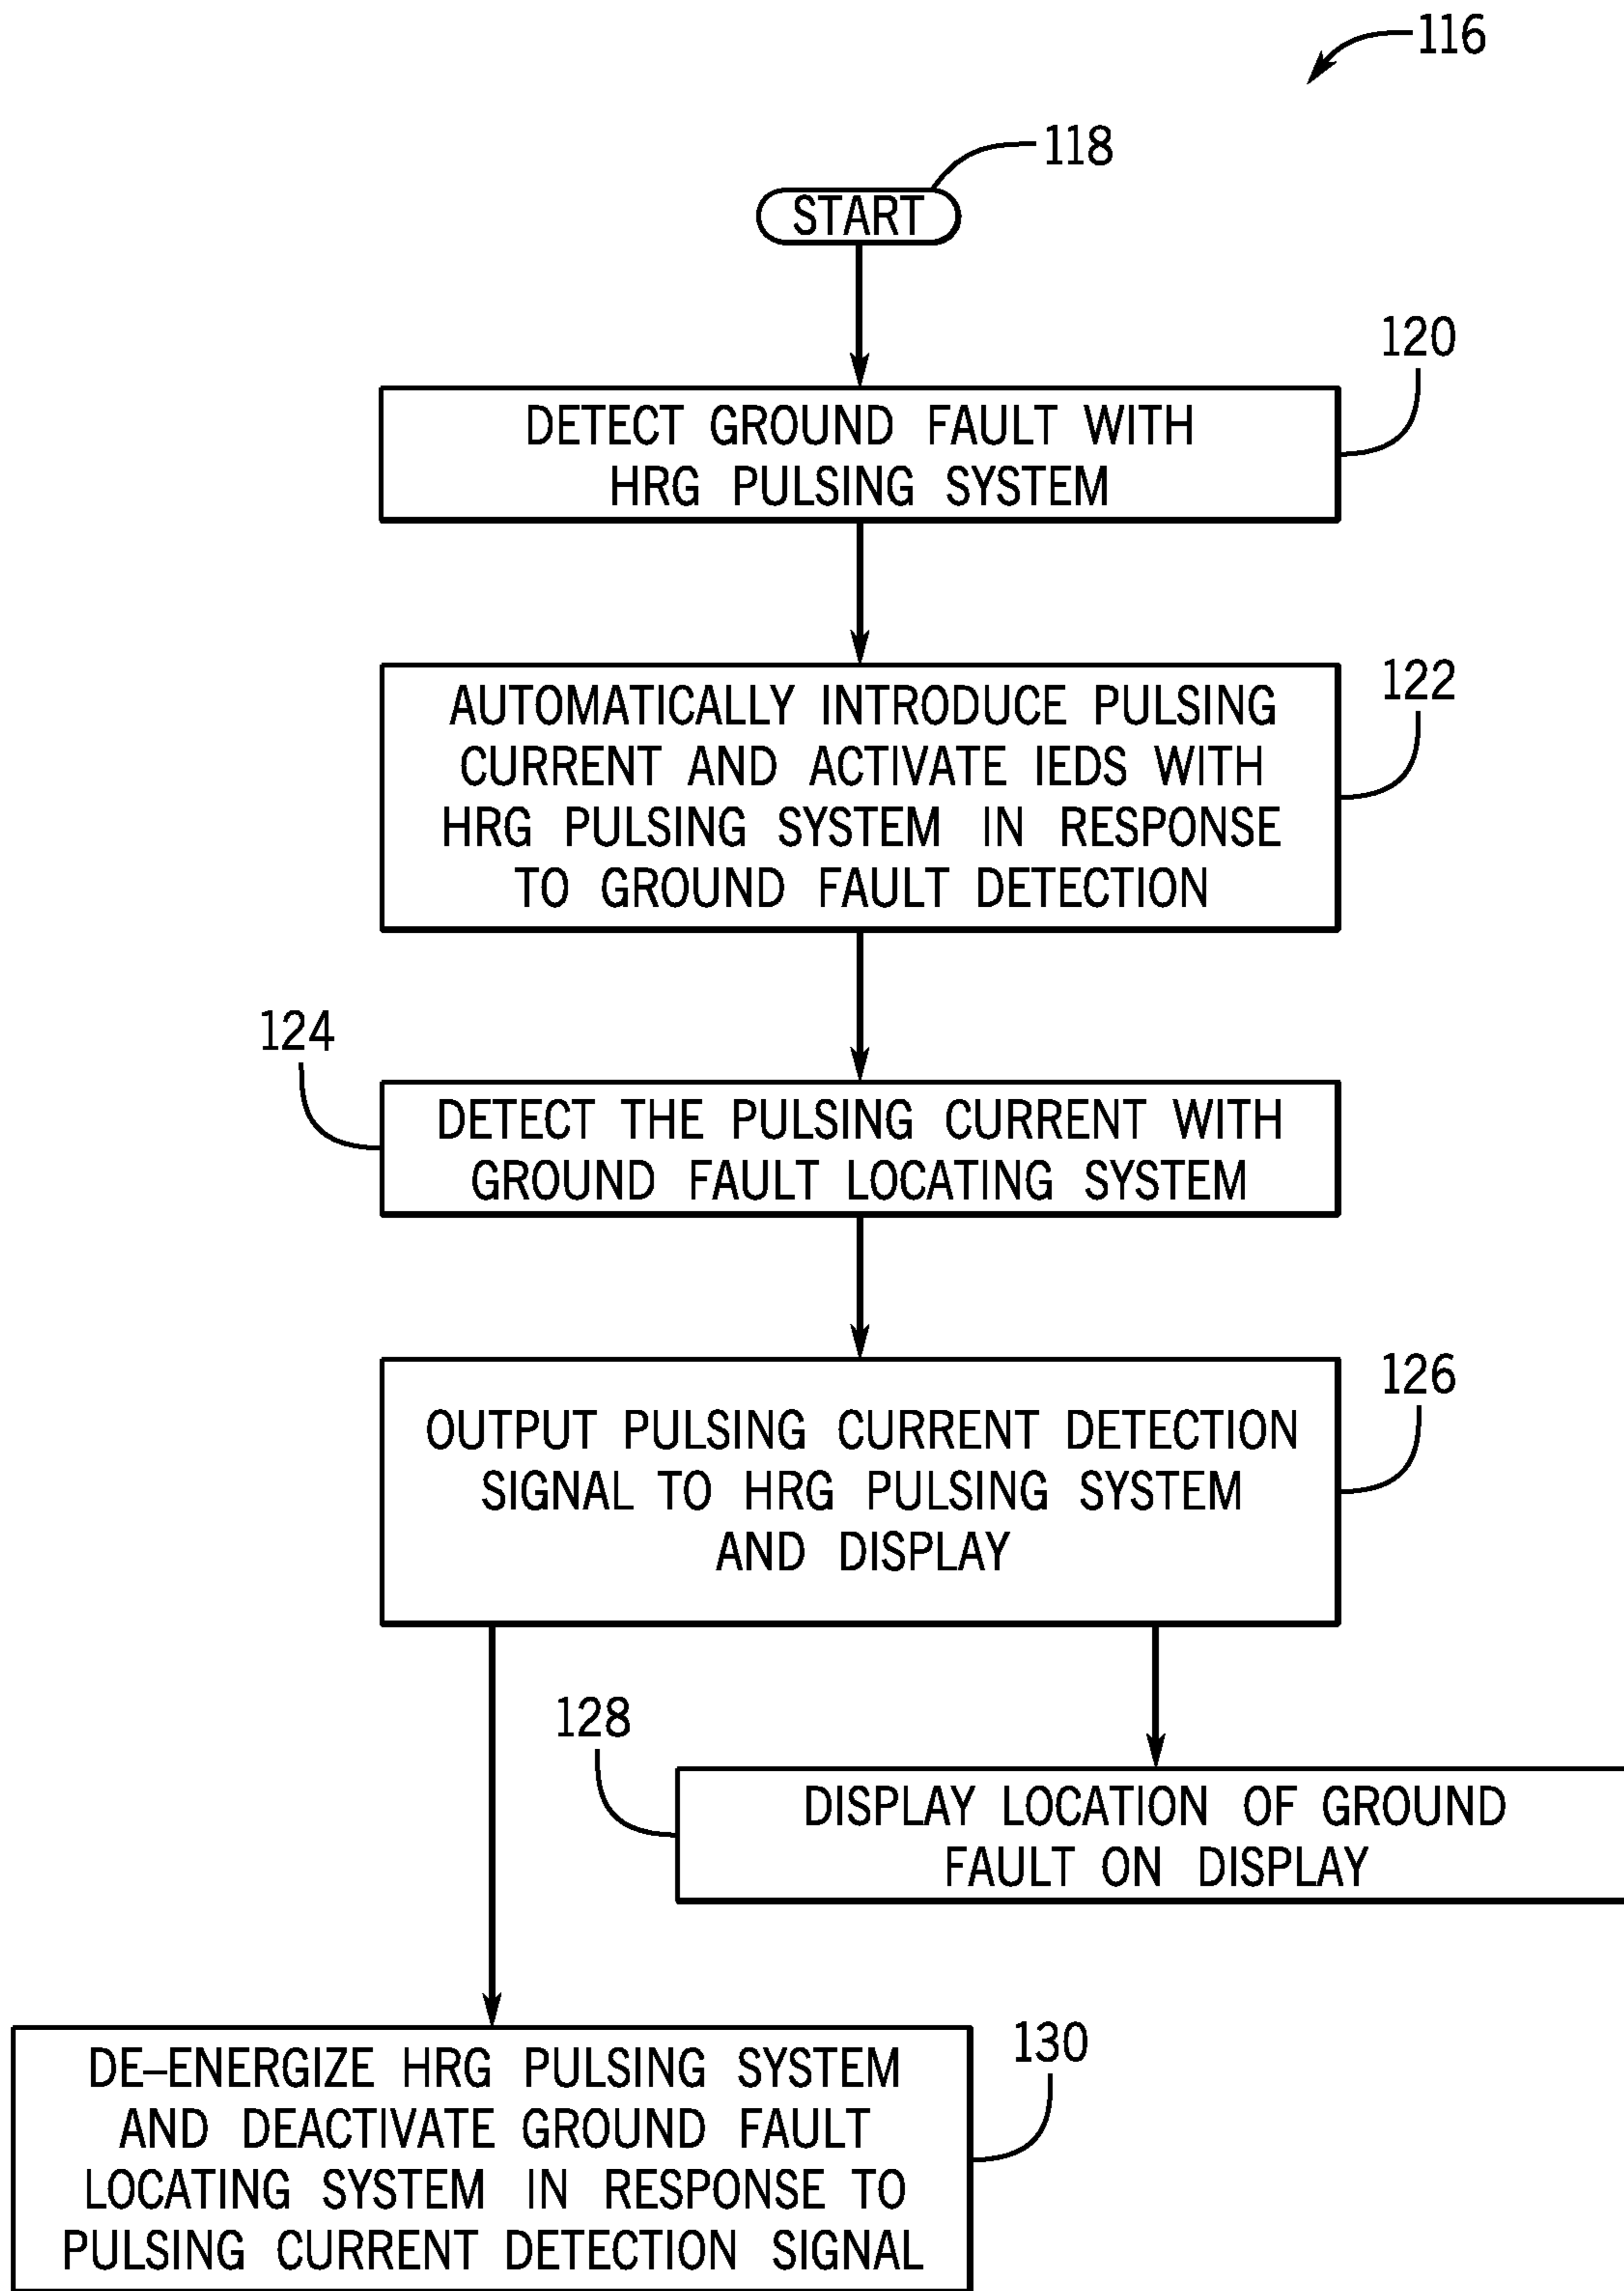 116
118
START
120
DETECT GROUND FAULT WITH
HRG PULSING SYSTEM
122
AUTOMATICALLY INTRODUCE PULSING
CURRENT AND ACTIVATE IEDS WITH
HRG PULSING SYSTEM IN RESPONSE
TO GROUND FAULT DETECTION
124
DETECT THE PULSING CURRENT WITH
GROUND FAULT LOCATING SYSTEM
126
OUTPUT PULSING CURRENT DETECTION
SIGNAL TO HRG PULSING SYSTEM
AND DISPLAY
128
DISPLAY LOCATION OF GROUND
FAULT ON DISPLAY
130
DE–ENERGIZE HRG PULSING SYSTEM
AND DEACTIVATE GROUND FAULT
LOCATING SYSTEM IN RESPONSE TO
PULSING CURRENT DETECTION SIGNAL